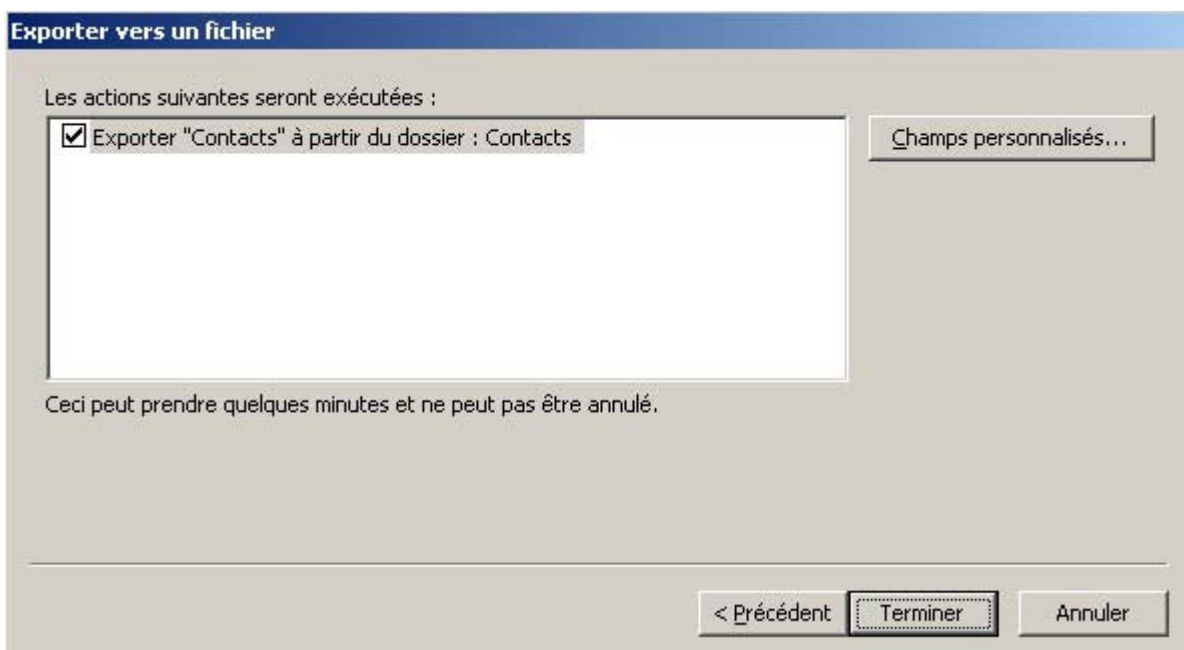 Exporter vers un fichier
Les actions suivantes seront exécutées :
Exporter "Contacts" à partir du dossier : Contacts
Champs personnalisés...
Ceci peut prendre quelques minutes et ne peut pas être annulé.
< Précédent
Terminer
Annuler